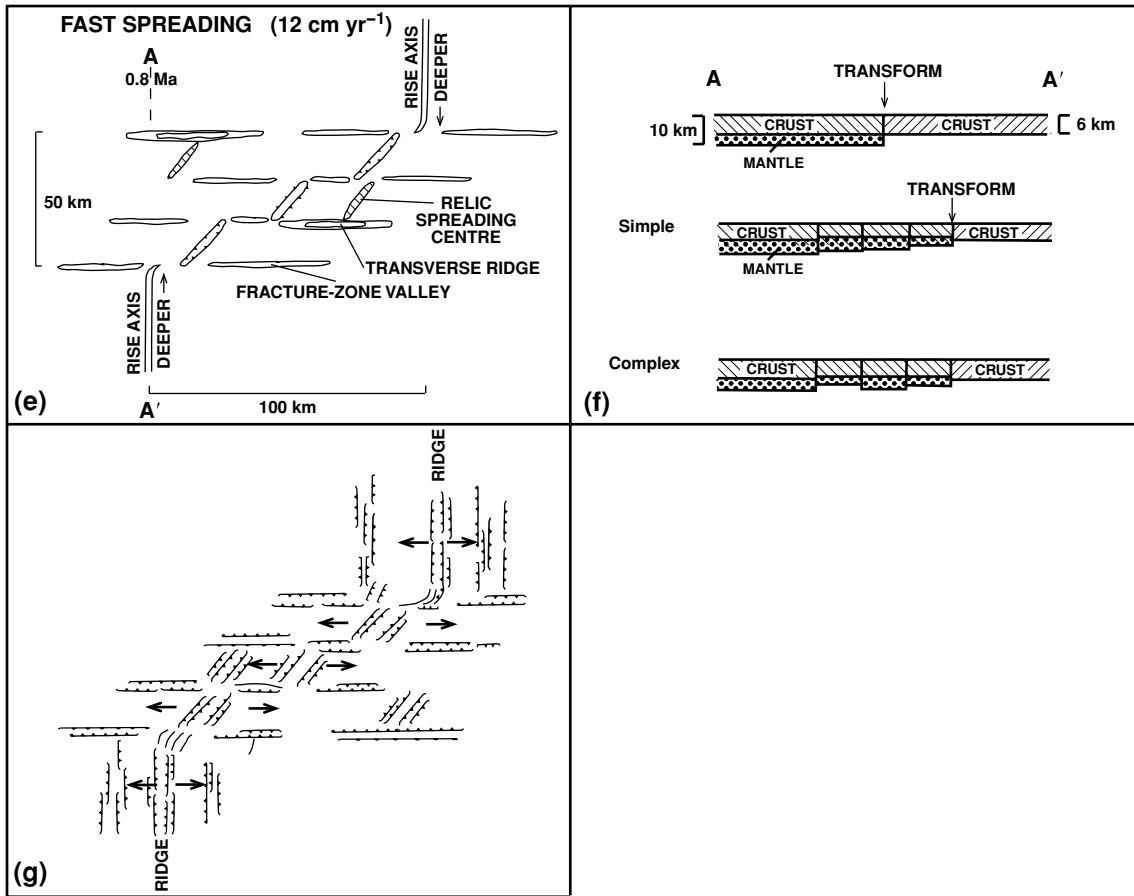 FAST SPREADING (12 cm yr⁻¹)
A
0.8 Ma
RISE AXIS
DEEPER
50 km
RELIC
SPREADING
CENTRE
TRANSVERSE RIDGE
FRACTURE-ZONE VALLEY
RISE AXIS
DEEPER
(e)
A′
100 km
A
TRANSFORM
A′
10 km
CRUST
CRUST
6 km
MANTLE
TRANSFORM
Simple
CRUST
CRUST
MANTLE
Complex
CRUST
CRUST
(f)
RIDGE
RIDGE
(g)